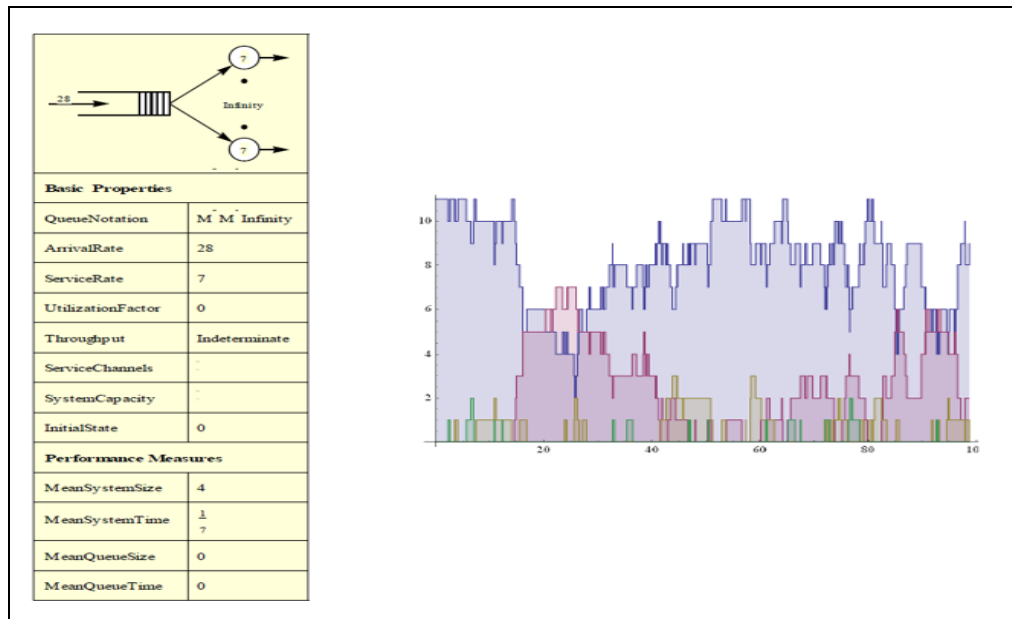 7
28
Infinity
7
Basic Properties
QueueNotation M M Infinity
ArrivalRate 28
ServiceRate 7
UtilizationFactor 0
Throughput Indeterminate
ServiceChannels
SystemCapacity
InitialState 0
Performance Measures
MeanSystemSize 4
MeanSystemTime 1/7
MeanQueueSize 0
MeanQueueTime 0
10
8
6
4
2
20 40 60 80 10